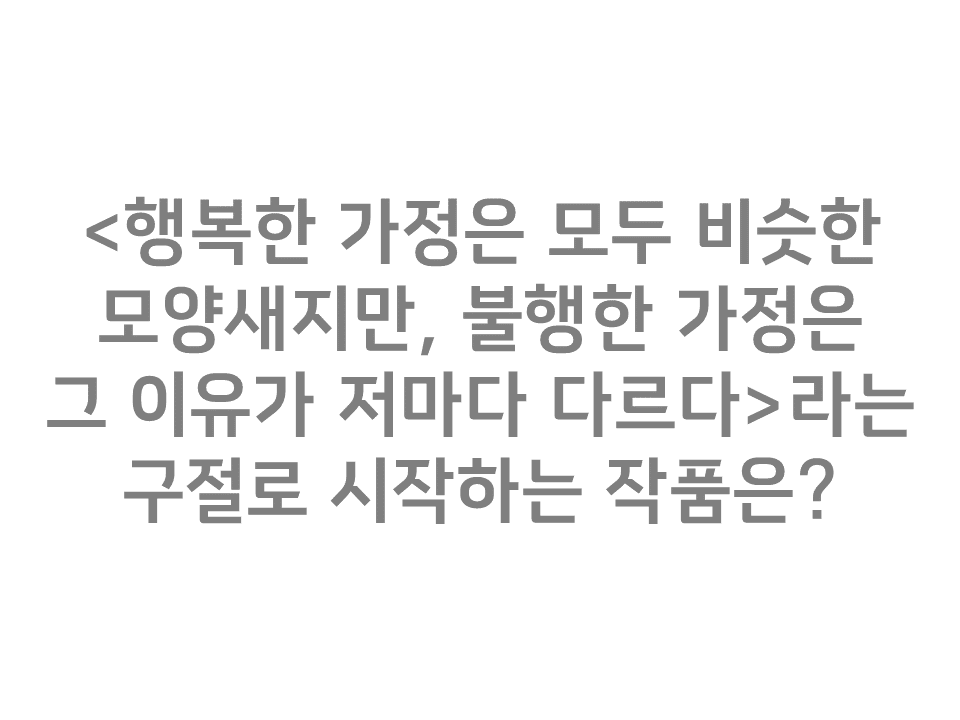 <행복한 가정은 모두 비슷한
모양새지만, 불행한 가정은
그 이유가 저마다 다르다>라는
구절로 시작하는 작품은?